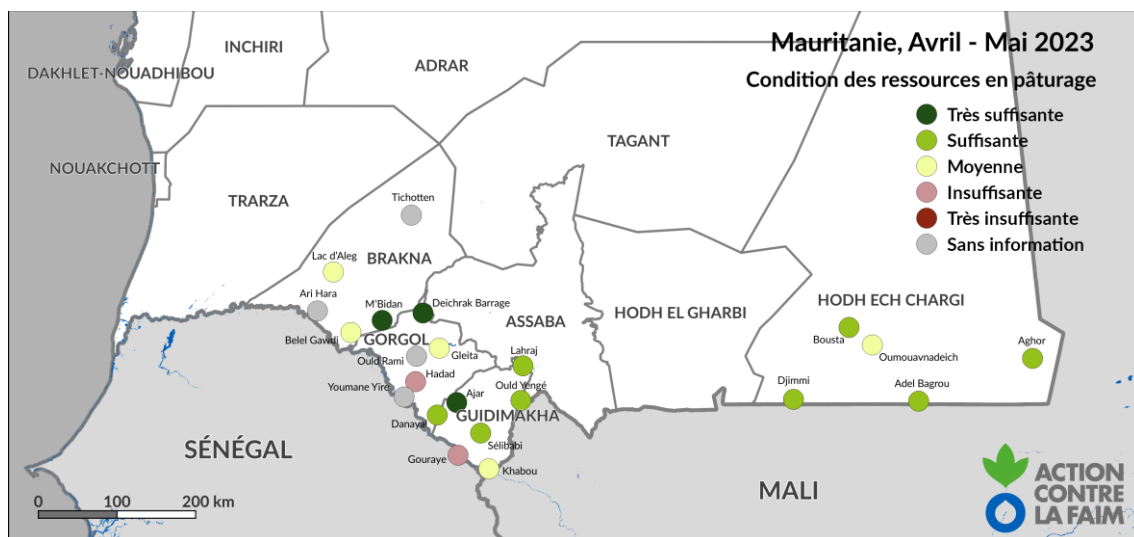 Mauritanie, Avril - Mai 2023
Condition des ressources en pâturage
Très suffisante
Suffisante
Moyenne
Insuffisante
Très insuffisante
Sans information
INCHIRI
DAKHLET-NOUADHIBOU
ADRAR
TAGANT
NOUAKCHOTT
TRARZA
Tichotten
BRAKNA
Lac d'Aleg
Ari Hara
M'Bidan
Deichrak Barrage
HODH ECH CHARGI
ASSABA
HODH EL GHARBI
Belel Gawdi
GORGOL
Gleita
Lahraj
Bousta
Oumouavnadeich
Aghor
Ould Rami
Hadad
Youmane Yiré
Ajar
Ould Yengé
Djimmi
Adel Bagrou
Danayal
GUIDIMAKHA
Sélibabi
SÉNÉGAL
Gouraye
Khabou
MALI
0 100 200 km
ACTION
CONTRE
LA FAIM